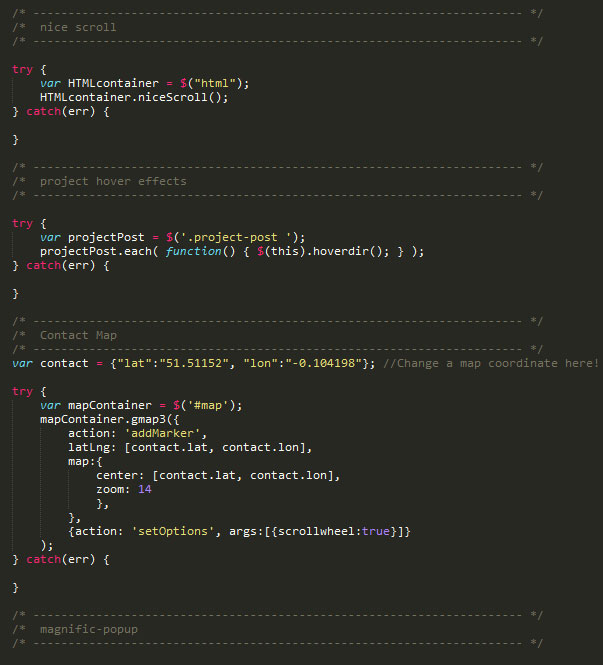 /* ---------------------------------------------------------------------- */
/*  nice scroll
/* ---------------------------------------------------------------------- */
try {
    var HTMLcontainer = $("html");
    HTMLcontainer.niceScroll();
} catch(err) {
}
/* ---------------------------------------------------------------------- */
/*  project hover effects
/* ---------------------------------------------------------------------- */
try {
    var projectPost = $('.project-post ');
    projectPost.each( function() { $(this).hoverdir(); } );
} catch(err) {
}
/* ---------------------------------------------------------------------- */
/*  Contact Map
/* ---------------------------------------------------------------------- */
var contact = {"lat":"51.51152", "lon":"-0.104198"}; //Change a map coordinate here!
try {
    var mapContainer = $('#map');
    mapContainer.gmap3({
        action: 'addMarker',
        latLng: [contact.lat, contact.lon],
        map:{
            center: [contact.lat, contact.lon],
            zoom: 14
            },
        },
        {action: 'setOptions', args:[{scrollwheel:true}]}
    );
} catch(err) {
}
/* ---------------------------------------------------------------------- */
/*  magnific-popup
/* ---------------------------------------------------------------------- */